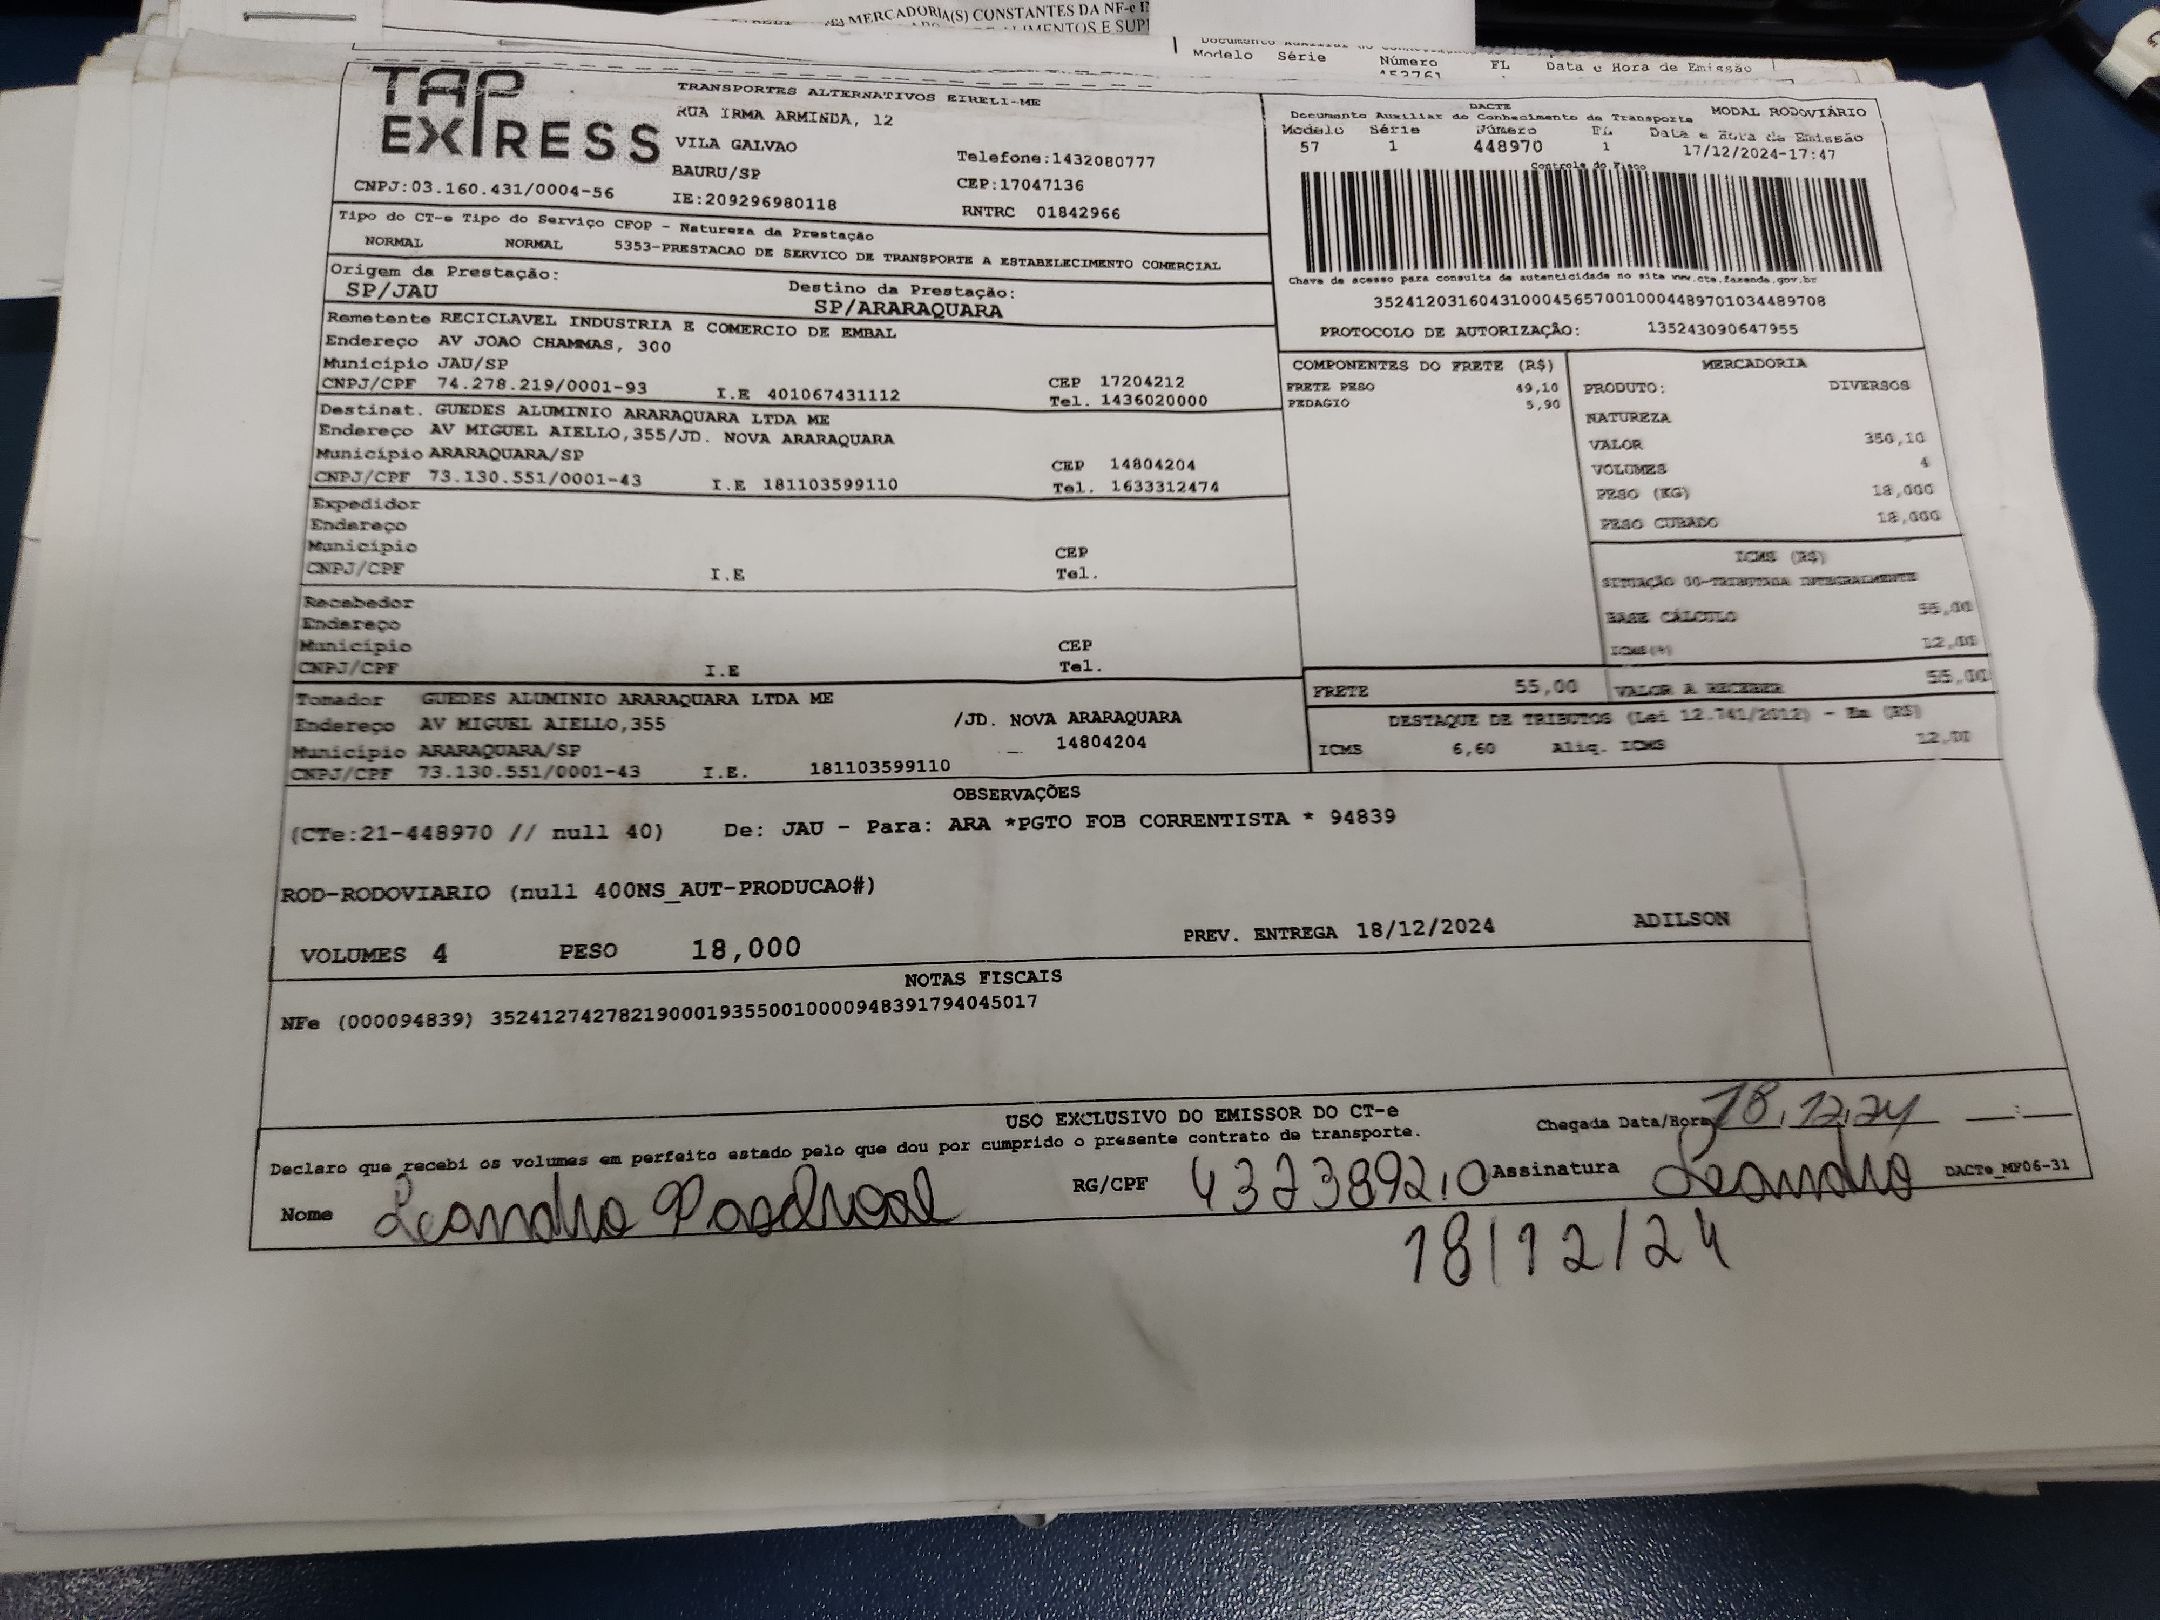 MERCADORIA(S) CONSTANTES DA NF-e
ALIMENTOS E SUP
Modelo Série Número FL Data e Hora de Emissão
TAP EXPRESS
TRANSPORTES ALTERNATIVOS EIRELI-ME
RUA IRMA ARMINDA, 12
VILA GALVAO
BAURU/SP
Telefone:1432080777
CEP:17047136
CNPJ:03.160.431/0004-56
IE:209296980118
RNTRC 01842966
DACTE
MODAL RODOVIÁRIO
Documento Auxiliar do Conhecimento de Transporte
Modelo Série Número FL Data e Hora de Emissão
57 1 448970 1 17/12/2024-17:47
Controle do Fisco
Chave de acesso para consulta de autenticidade no site www.cte.fazenda.gov.br
35241203160431000456570010004489701034489708
PROTOCOLO DE AUTORIZAÇÃO: 135243090647955
Tipo do CT-e Tipo do Serviço CFOP - Natureza da Prestação
NORMAL NORMAL 5353-PRESTACAO DE SERVICO DE TRANSPORTE A ESTABELECIMENTO COMERCIAL
Origem da Prestação:
SP/JAU
Destino da Prestação:
SP/ARARAQUARA
Remetente RECICLAVEL INDUSTRIA E COMERCIO DE EMBAL
Endereço AV JOAO CHAMMAS, 300
Município JAU/SP
CNPJ/CPF 74.278.219/0001-93 I.E 401067431112
CEP 17204212
Tel. 1436020000
Destinat. GUEDES ALUMINIO ARARAQUARA LTDA ME
Endereço AV MIGUEL AIELLO,355/JD. NOVA ARARAQUARA
Município ARARAQUARA/SP
CNPJ/CPF 73.130.551/0001-43 I.E 181103599110
CEP 14804204
Tel. 1633312474
Expedidor
Endereço
Município CEP
CNPJ/CPF I.E Tel.
Recebedor
Endereço
Município CEP
CNPJ/CPF I.E Tel.
Tomador GUEDES ALUMINIO ARARAQUARA LTDA ME
Endereço AV MIGUEL AIELLO,355 /JD. NOVA ARARAQUARA
Município ARARAQUARA/SP 14804204
CNPJ/CPF 73.130.551/0001-43 I.E. 181103599110
COMPONENTES DO FRETE (R$)
FRETE PESO 49,10
PEDAGIO 5,90
MERCADORIA
PRODUTO: DIVERSOS
NATUREZA
VALOR 350,10
VOLUMES 4
PESO (KG) 18,000
PESO CUBADO 18,000
ICMS (R$)
SITUAÇÃO 00-TRIBUTADA INTEGRALMENTE
BASE CÁLCULO 55,00
ICMS(%) 12,00
FRETE 55,00 VALOR A RECEBER 55,00
DESTAQUE DE TRIBUTOS (Lei 12.741/2012) - Em (R$)
ICMS 6,60 Aliq. ICMS 12,00
OBSERVAÇÕES
(CTe:21-448970 // null 40) De: JAU - Para: ARA *PGTO FOB CORRENTISTA * 94839
ROD-RODOVIARIO (null 400NS_AUT-PRODUCAO#)
VOLUMES 4 PESO 18,000 PREV. ENTREGA 18/12/2024 ADILSON
NOTAS FISCAIS
NFe (000094839) 35241274278219000193550010000948391794045017
USO EXCLUSIVO DO EMISSOR DO CT-e
Declaro que recebi os volumes em perfeito estado pelo que dou por cumprido o presente contrato de transporte.
Chegada Data/Hora 18.12.24 __:__
Nome Leandro RG/CPF Assinatura Leandro DACTe_MF06-31
18/12/24